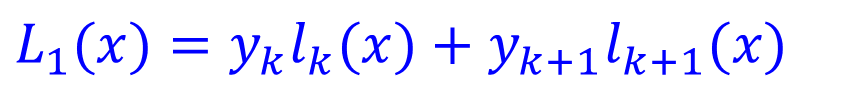 L₁(x) = yₖlₖ(x) + yₖ₊₁lₖ₊₁(x)